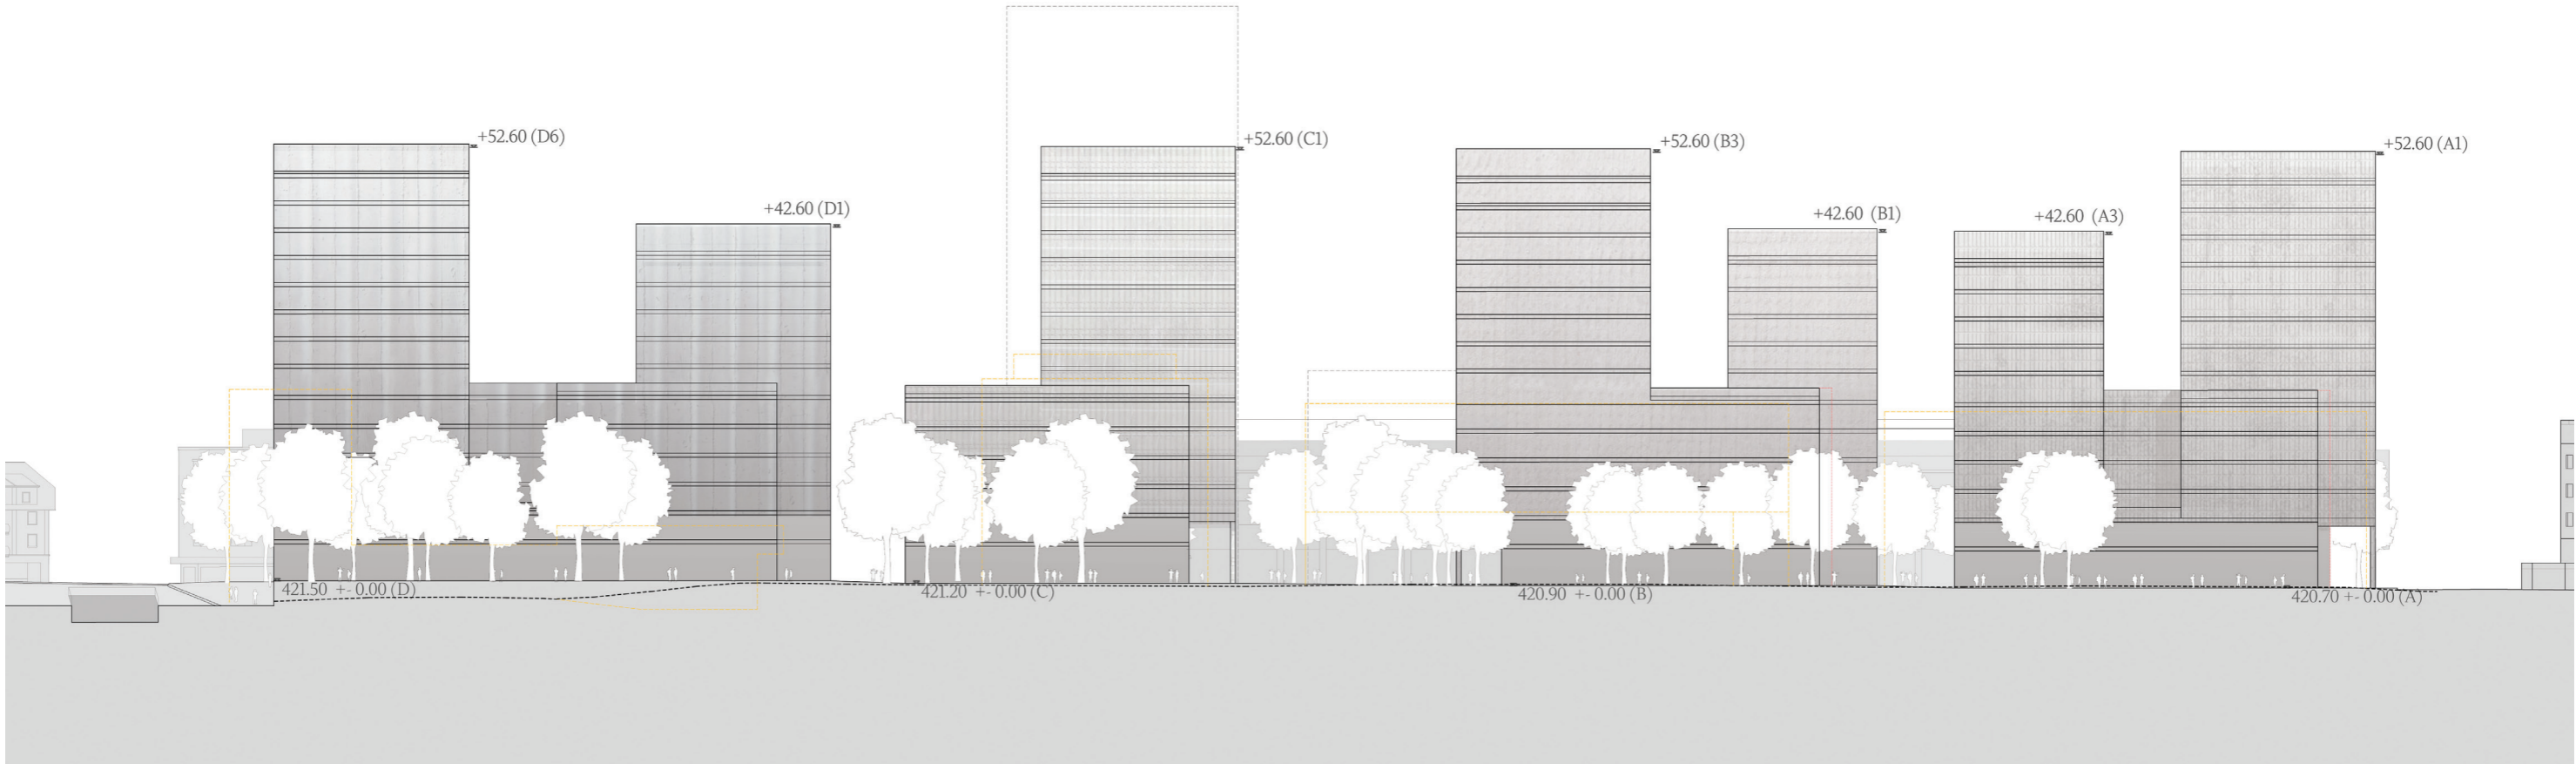 +52.60 (D6)
+42.60 (D1)
+52.60 (C1)
+52.60 (B3)
+42.60 (B1)
+42.60 (A3)
+52.60 (A1)
421.50 +- 0.00 (D)
421.20 +- 0.00 (C)
420.90 +- 0.00 (B)
420.70 +- 0.00 (A)